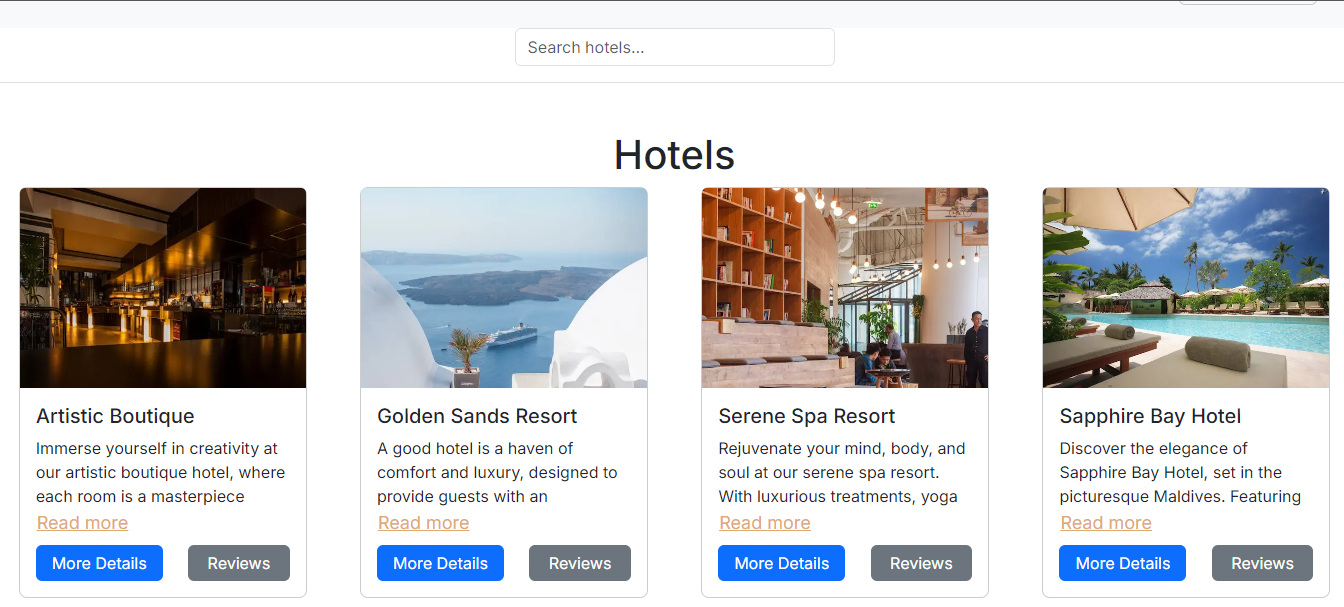 Search hotels...
Hotels
Artistic Boutique
Immerse yourself in creativity at
our artistic boutique hotel, where
each room is a masterpiece
Read more
More Details
Reviews
Golden Sands Resort
A good hotel is a haven of
comfort and luxury, designed to
provide guests with an
Read more
More Details
Reviews
Serene Spa Resort
Rejuvenate your mind, body, and
soul at our serene spa resort.
With luxurious treatments, yoga
Read more
More Details
Reviews
Sapphire Bay Hotel
Discover the elegance of
Sapphire Bay Hotel, set in the
picturesque Maldives. Featuring
Read more
More Details
Reviews